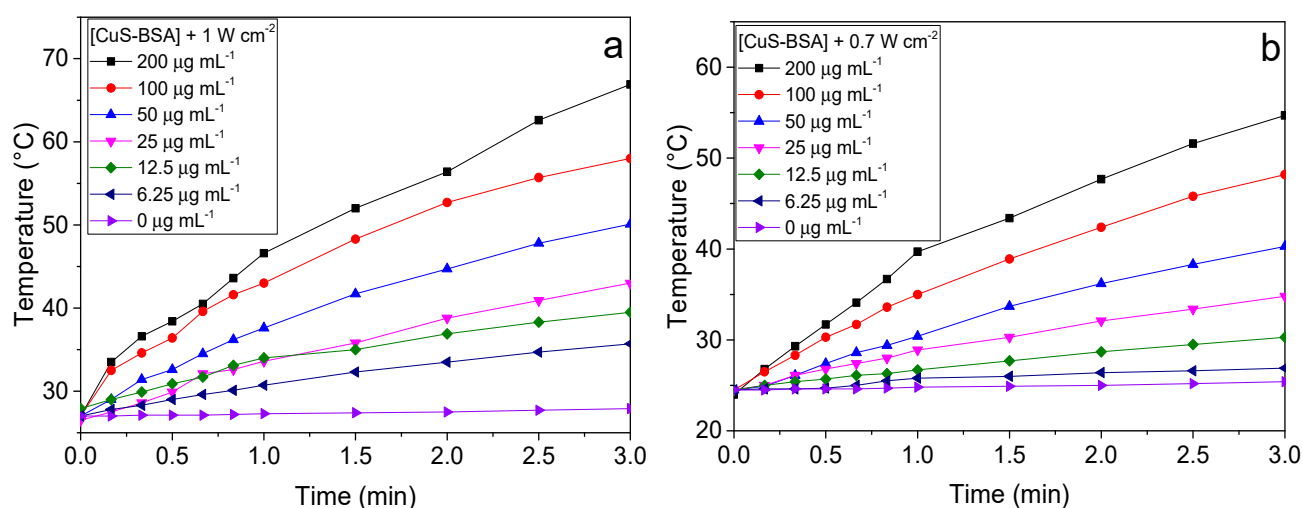 [CuS-BSA] + 1 W cm⁻²
200 µg mL⁻¹
100 µg mL⁻¹
50 µg mL⁻¹
25 µg mL⁻¹
12.5 µg mL⁻¹
6.25 µg mL⁻¹
0 µg mL⁻¹
a
Temperature (°C)
70
60
50
40
30
0.0 0.5 1.0 1.5 2.0 2.5 3.0
Time (min)
[CuS-BSA] + 0.7 W cm⁻²
200 µg mL⁻¹
100 µg mL⁻¹
50 µg mL⁻¹
25 µg mL⁻¹
12.5 µg mL⁻¹
6.25 µg mL⁻¹
0 µg mL⁻¹
b
Temperature (°C)
60
50
40
30
20
0.0 0.5 1.0 1.5 2.0 2.5 3.0
Time (min)